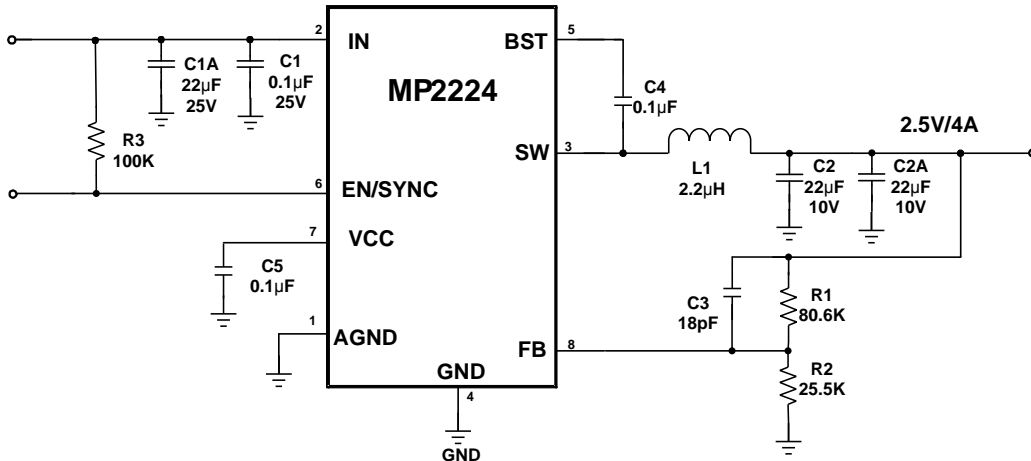 2
IN
BST
5
C1A
22µF
25V
C1
0.1µF
25V
MP2224
C4
0.1µF
2.5V/4A
R3
100K
SW
3
L1
2.2µH
C2
22µF
10V
C2A
22µF
10V
6
EN/SYNC
7
VCC
C5
0.1µF
C3
18pF
R1
80.6K
1
AGND
FB
8
GND
4
R2
25.5K
GND